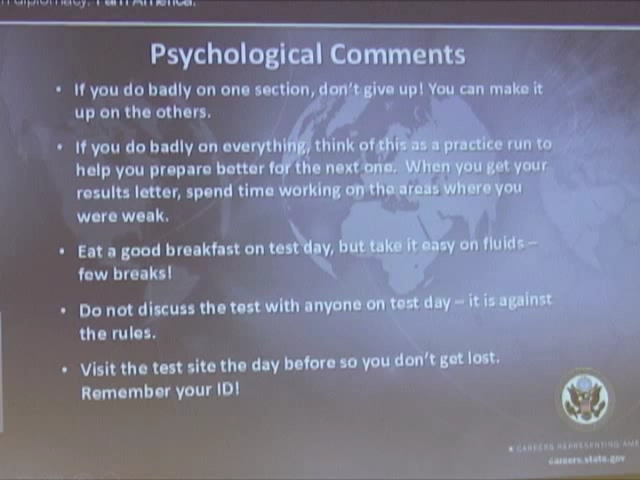 diplomacy. I am America.
Psychological Comments
• If you do badly on one section, don't give up! You can make it
up on the others.
• If you do badly on everything, think of this as a practice run to
help you prepare better for the next one. When you get your
results letter, spend time working on the areas where you
were weak.
• Eat a good breakfast on test day, but take it easy on fluids –
few breaks!
• Do not discuss the test with anyone on test day – it is against
the rules.
• Visit the test site the day before so you don't get lost.
Remember your ID!
CAREERS REPRESENTING AME
careers.state.gov